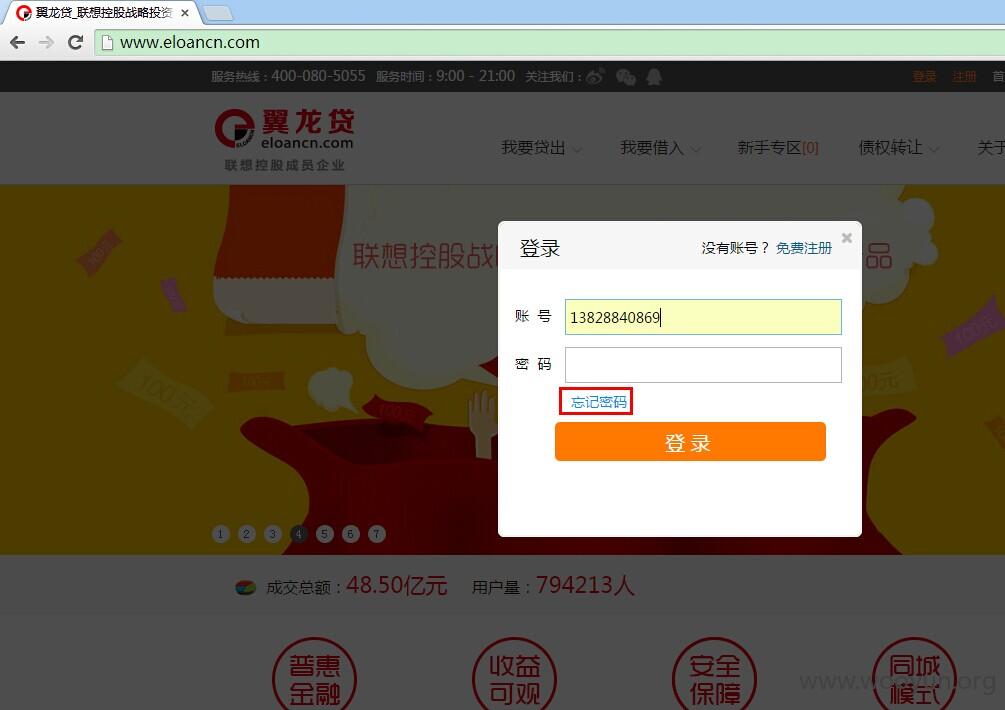 翼龙贷_联想控股战略投资
www.eloancn.com
服务热线：400-080-5055 服务时间：9:00 - 21:00 关注我们：
登录 注册 首
翼龙贷
eloancn.com
联想控股成员企业
我要贷出 我要借入 新手专区[0] 债权转让 关于
联想控股战
品
登录 没有账号？免费注册 ×
账 号 13828840869
密 码
忘记密码
登 录
100元
100元
100元
100元
1 2 3 4 5 6 7
成交总额：48.50亿元 用户量：794213人
普惠 收益 安全 同城
金融 可观 保障 模式
www.wooyun.org